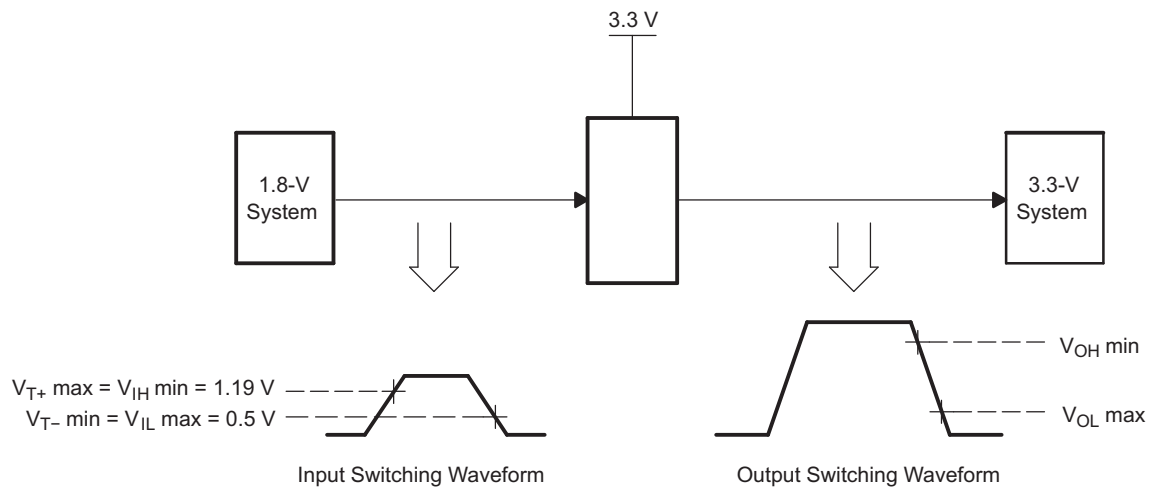 3.3 V
1.8-V
System
3.3-V
System
V_T+ max = V_IH min = 1.19 V
V_T− min = V_IL max = 0.5 V
V_OH min
V_OL max
Input Switching Waveform
Output Switching Waveform